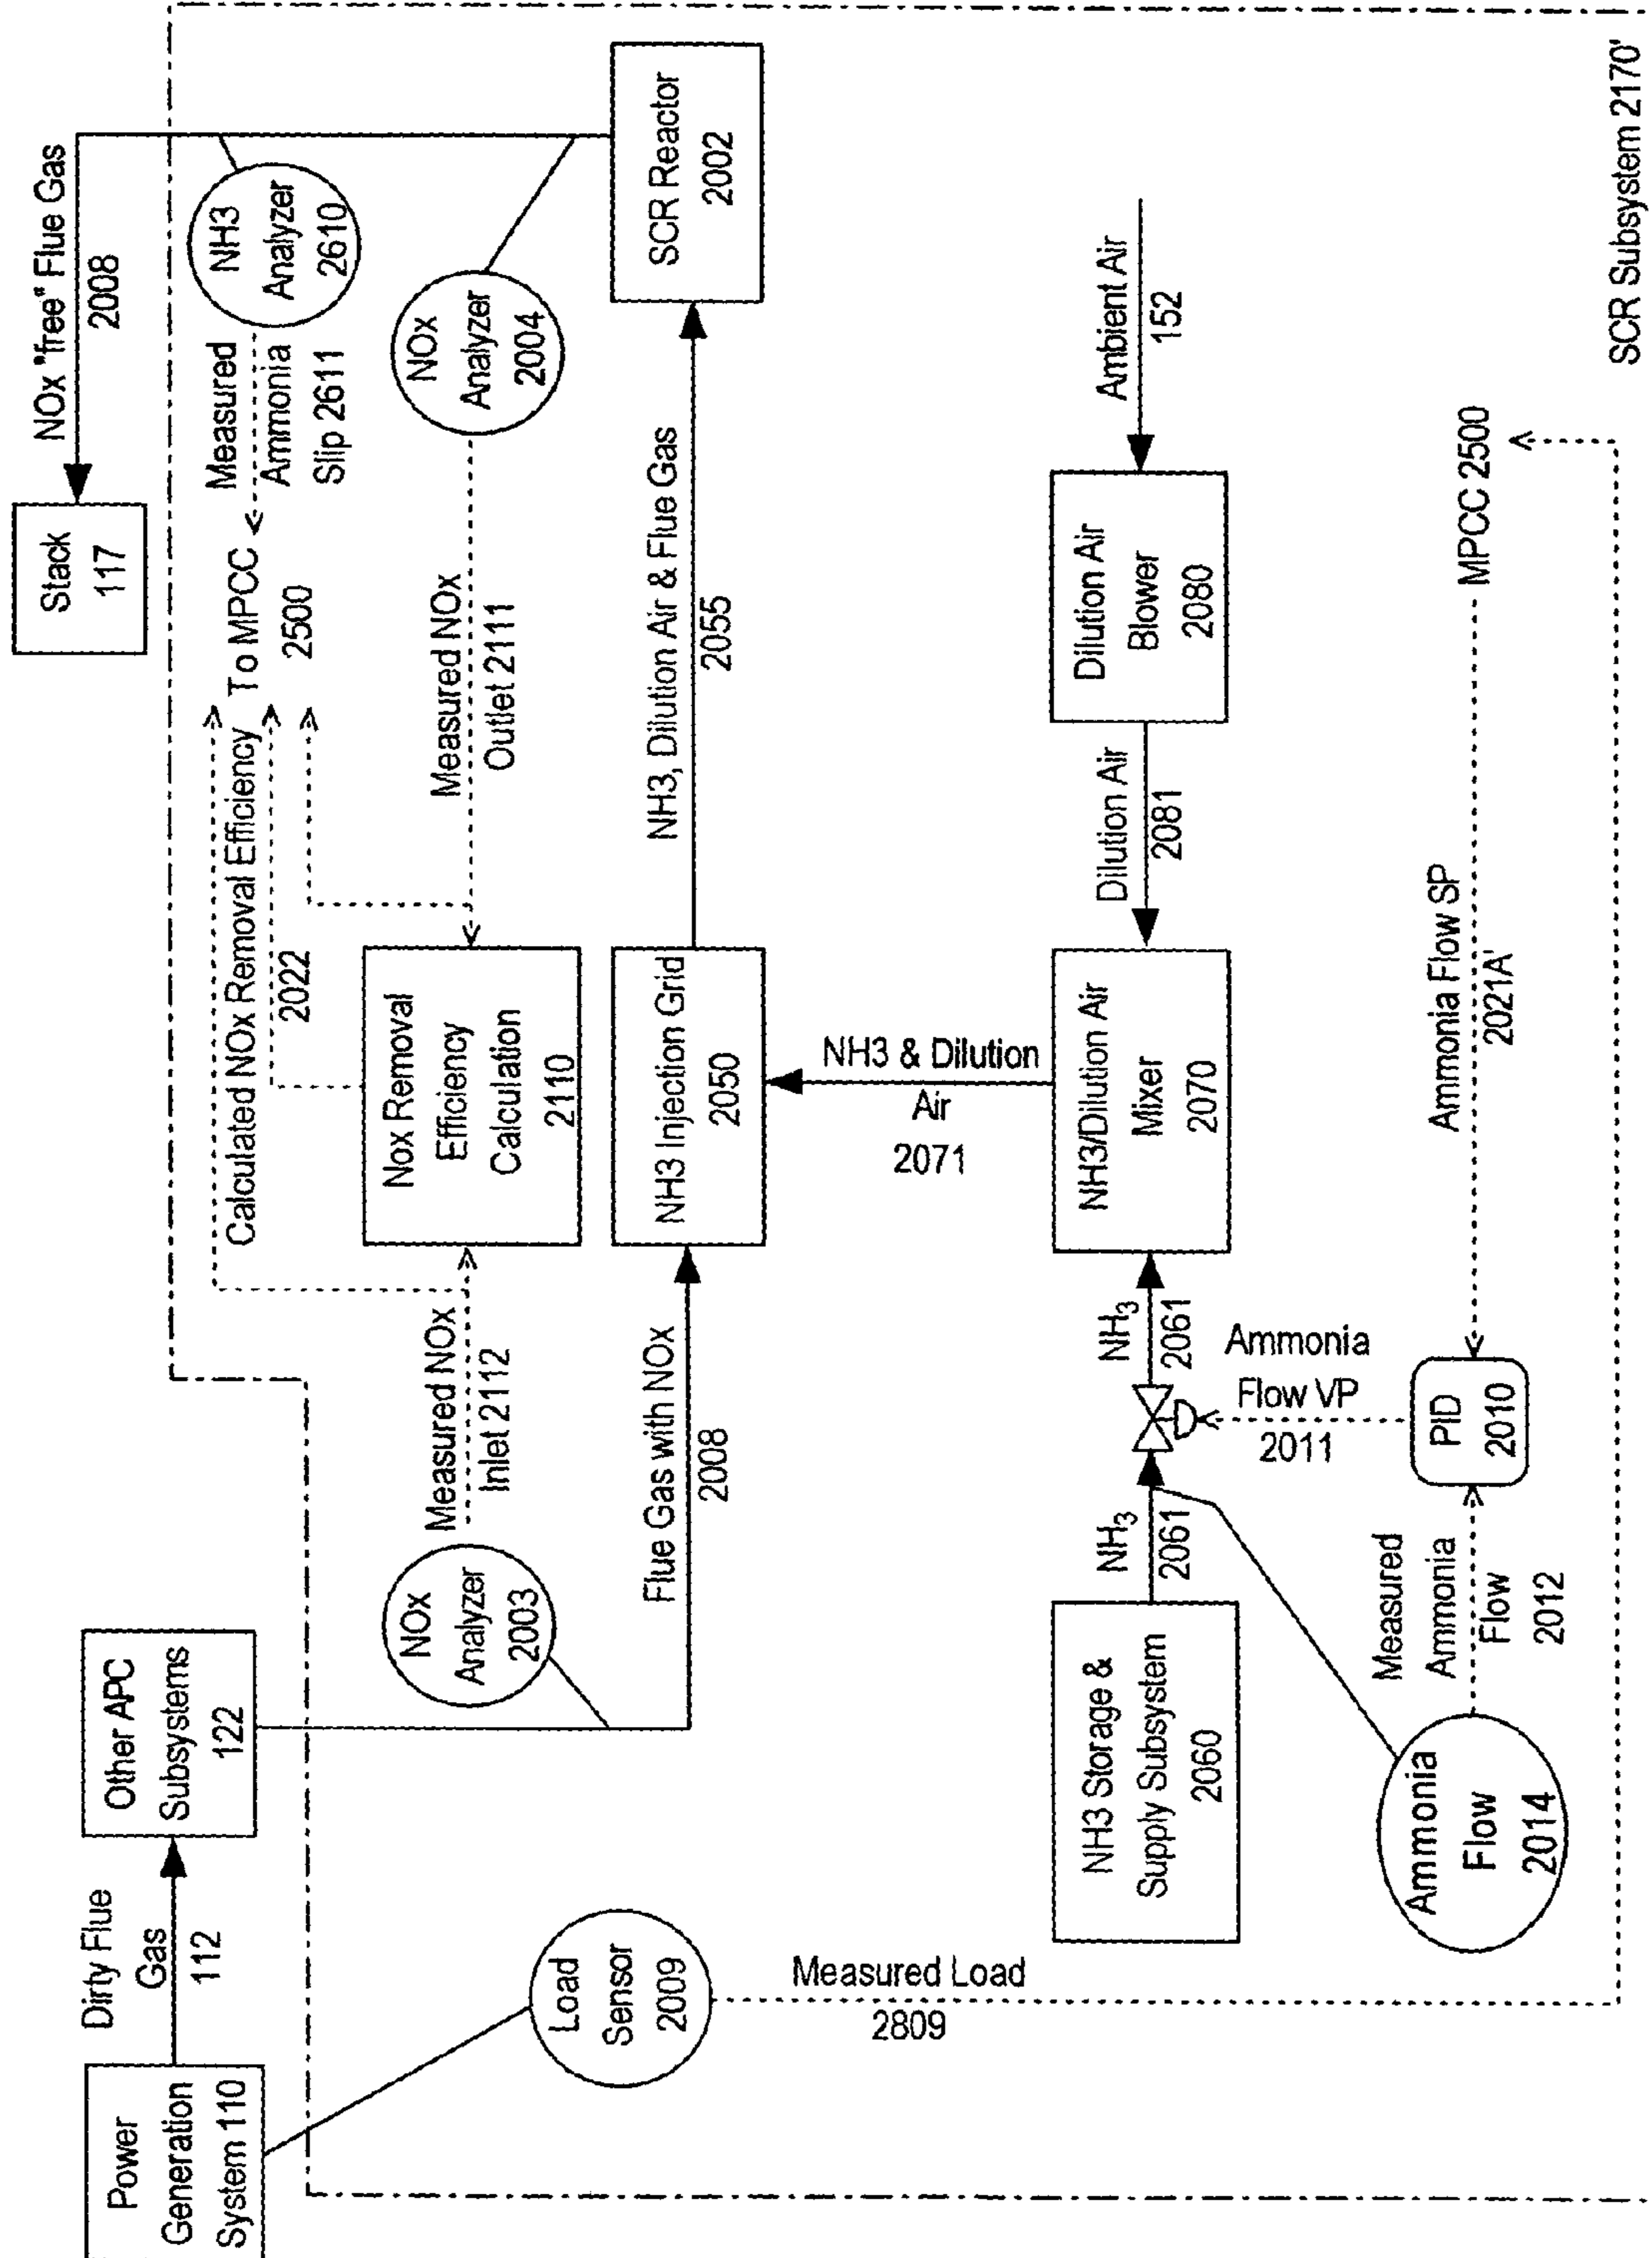 Power
Generation
System 110
Dirty Flue
Gas
112
Other APC
Subsystems
122
Stack
117
NOx "free" Flue Gas
2008
Load
Sensor
2009
Measured Load
2809
NOx
Analyzer
2003
Measured NOx
Inlet 2112
Calculated NOx Removal Efficiency
2022
To MPCC
2500
Measured
Ammonia
Slip 2611
NH3
Analyzer
2610
Nox Removal
Efficiency
Calculation
2110
Measured NOx
Outlet 2111
NOx
Analyzer
2004
Flue Gas with NOx
2008
NH3 Injection Grid
2050
NH3, Dilution Air & Flue Gas
2055
SCR Reactor
2002
NH3 & Dilution
Air
2071
NH3 Storage &
Supply Subsystem
2060
NH3
2061
NH3
2061
NH3/Dilution Air
Mixer
2070
Dilution Air
2081
Dilution Air
Blower
2080
Ambient Air
152
Ammonia
Flow VP
2011
Ammonia
Flow
2014
Measured
Ammonia
Flow
2012
PID
2010
Ammonia Flow SP
2021A'
MPCC 2500
SCR Subsystem 2170'